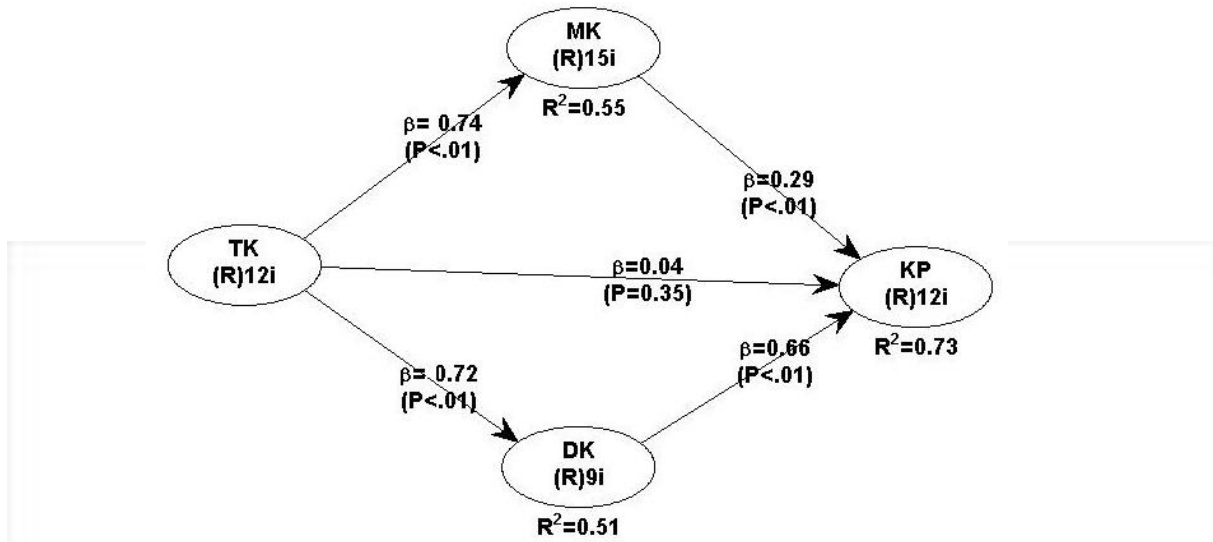 MK
(R)15i
R²=0.55
β= 0.74
(P<.01)
β=0.29
(P<.01)
TK
(R)12i
β=0.04
(P=0.35)
KP
(R)12i
R²=0.73
β= 0.72
(P<.01)
β=0.66
(P<.01)
DK
(R)9i
R²=0.51